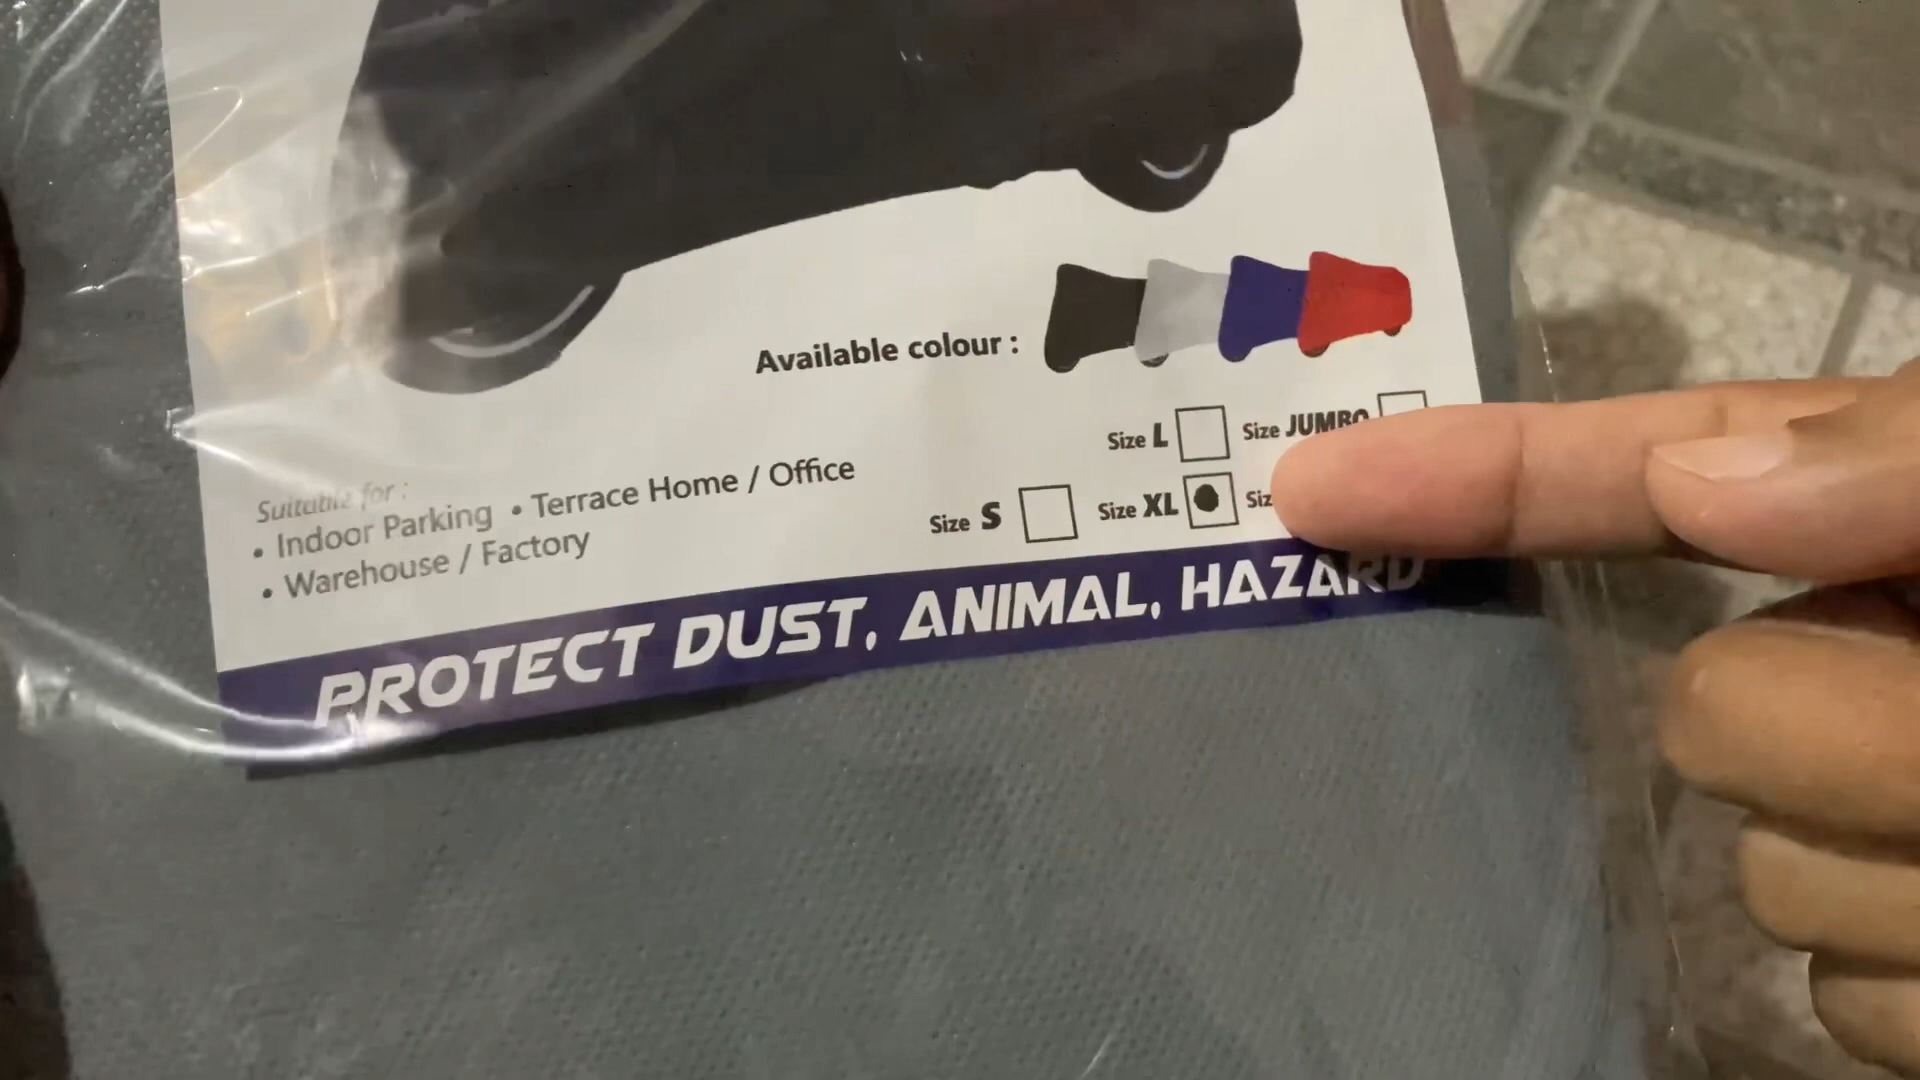 Available colour :
Size L Size JUMBO
Suitable for :
• Indoor Parking • Terrace Home / Office
• Warehouse / Factory
Size S Size XL
PROTECT DUST, ANIMAL, HAZARD